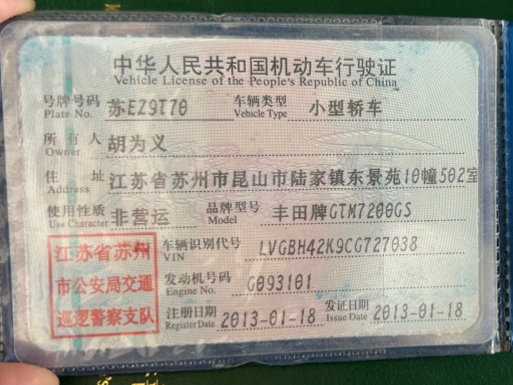 中华人民共和国机动车行驶证
Vehicle License of the People's Republic of China
号牌号码 Plate No. 苏EZ9T70 车辆类型 Vehicle Type 小型轿车
所有人 Owner 胡为义
住址 Address 江苏省苏州市昆山市陆家镇东景苑10幢502室
使用性质 Use Character 非营运 品牌型号 Model 丰田牌GTM7200GS
江苏省苏州
市公安局交通
巡逻警察支队
车辆识别代号 VIN LVGBH42K9CG727038
发动机号码 Engine No. G093101
注册日期 Register Date 2013-01-18 发证日期 Issue Date 2013-01-18